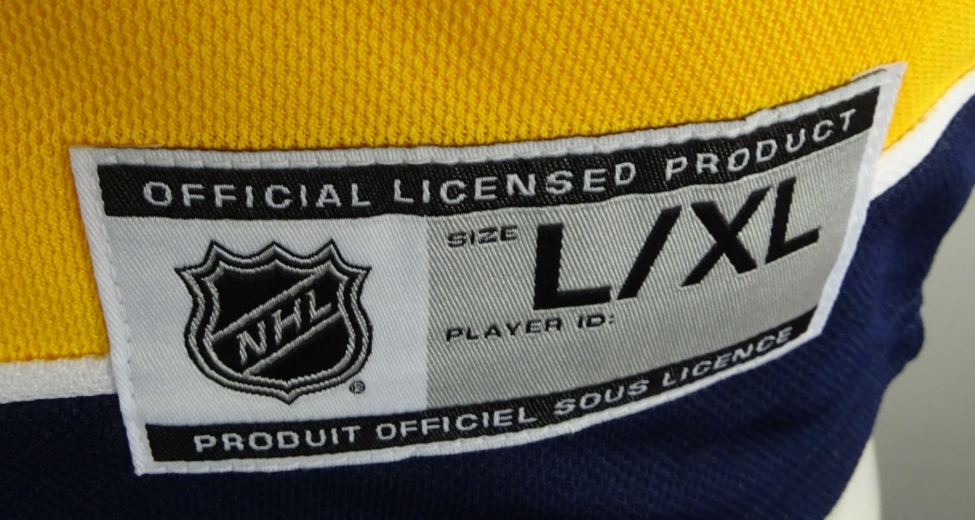 OFFICIAL LICENSED PRODUCT
SIZE L/XL
NHL
®
PLAYER ID:
PRODUIT OFFICIEL SOUS LICENCE